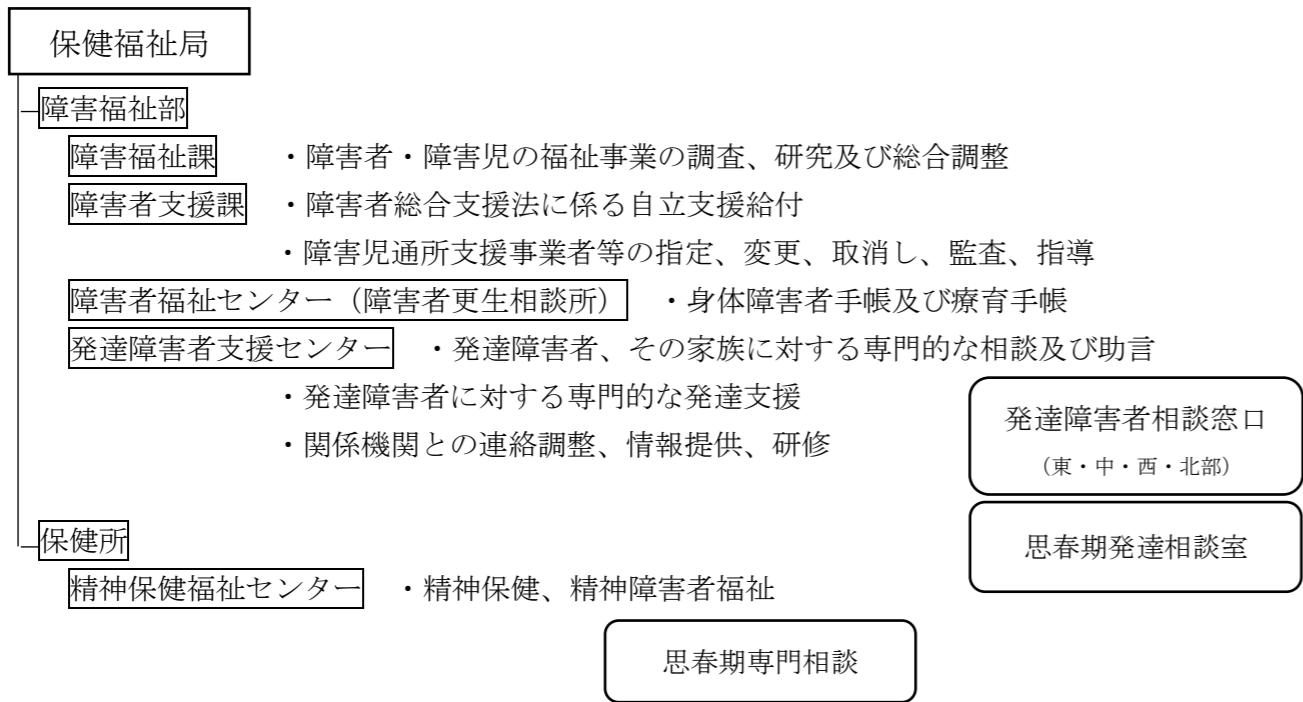 保健福祉局
障害福祉部
障害福祉課 ・障害者・障害児の福祉事業の調査、研究及び総合調整
障害者支援課 ・障害者総合支援法に係る自立支援給付
・障害児通所支援事業者等の指定、変更、取消し、監査、指導
障害者福祉センター（障害者更生相談所） ・身体障害者手帳及び療育手帳
発達障害者支援センター ・発達障害者、その家族に対する専門的な相談及び助言
・発達障害者に対する専門的な発達支援
・関係機関との連絡調整、情報提供、研修
発達障害者相談窓口
（東・中・西・北部）
思春期発達相談室
保健所
精神保健福祉センター ・精神保健、精神障害者福祉
思春期専門相談